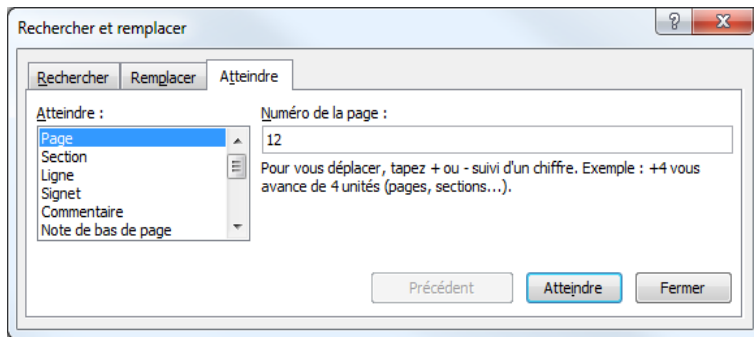 Rechercher et remplacer
Rechercher Remplacer Atteindre
Atteindre :
Page
Section
Ligne
Signet
Commentaire
Note de bas de page
Numéro de la page :
12
Pour vous déplacer, tapez + ou - suivi d'un chiffre. Exemple : +4 vous
avance de 4 unités (pages, sections...).
Précédent Atteindre Fermer